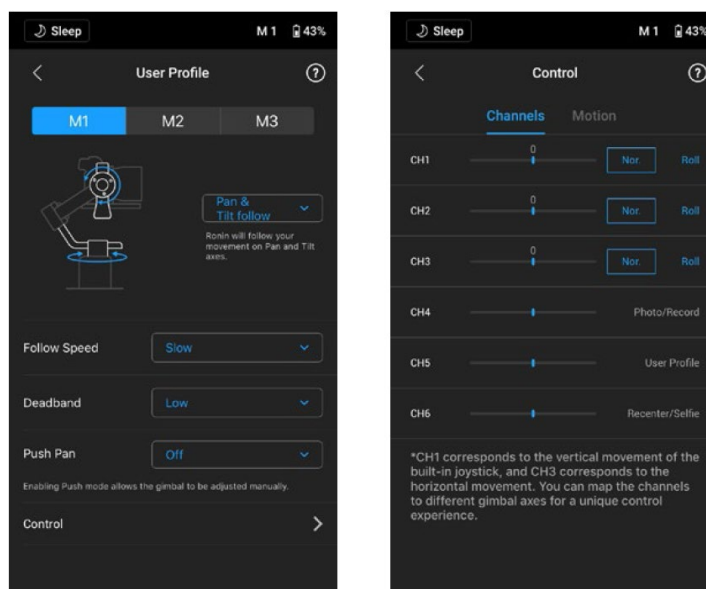 Sleep M 1 43%
User Profile ?
M1 M2 M3
Pan &
Tilt follow
Ronin will follow your
movement on Pan and Tilt
axes.
Follow Speed Slow
Deadband Low
Push Pan Off
Enabling Push mode allows the gimbal to be adjusted manually.
Control
Sleep M 1 43%
Control ?
Channels Motion
0
CH1 Nor. Roll
0
CH2 Nor. Roll
0
CH3 Nor. Roll
CH4 Photo/Record
CH5 User Profile
CH6 Recenter/Selfie
*CH1 corresponds to the vertical movement of the
built-in joystick, and CH3 corresponds to the
horizontal movement. You can map the channels
to different gimbal axes for a unique control
experience.